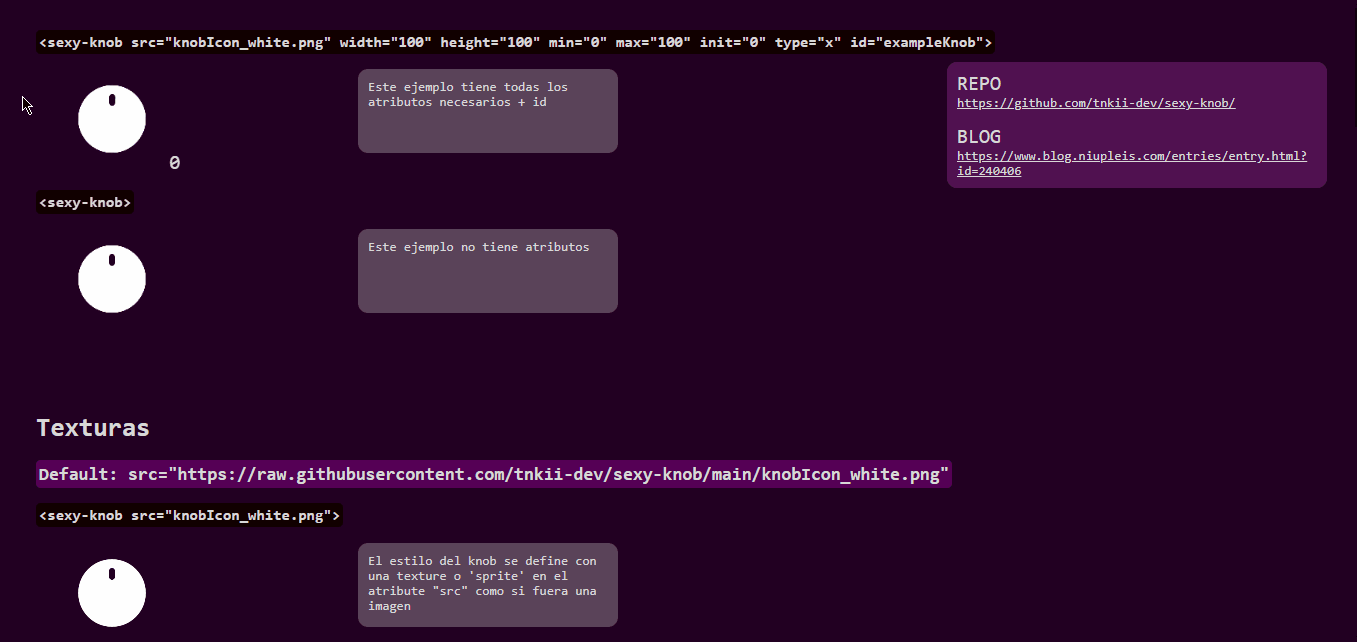 <sexy-knob src="knobIcon_white.png" width="100" height="100" min="0" max="100" init="0" type="x" id="exampleKnob">
Este ejemplo tiene todas los
atributos necesarios + id
0
REPO
https://github.com/tnkii-dev/sexy-knob/
BLOG
https://www.blog.niupleis.com/entries/entry.html?
id=240406
<sexy-knob>
Este ejemplo no tiene atributos
Texturas
Default: src="https://raw.githubusercontent.com/tnkii-dev/sexy-knob/main/knobIcon_white.png"
<sexy-knob src="knobIcon_white.png">
El estilo del knob se define con
una texture o 'sprite' en el
atribute "src" como si fuera una
imagen